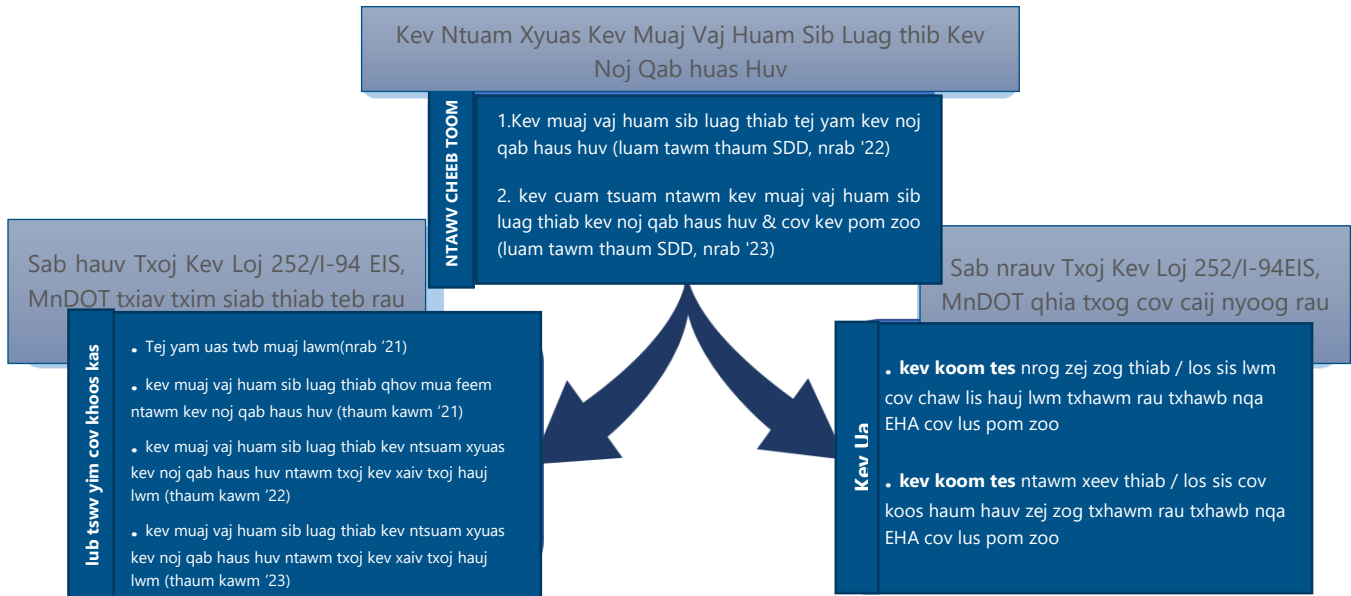 Kev Ntuam Xyuas Kev Muaj Vaj Huam Sib Luag thib Kev
Noj Qab huas Huv
NTAWV CHEEB TOOM
1.Kev muaj vaj huam sib luag thiab tej yam kev noj
qab haus huv (luam tawm thaum SDD, nrab '22)
2. kev cuam tsuam ntawm kev muaj vaj huam sib
luag thiab kev noj qab haus huv & cov kev pom zoo
(luam tawm thaum SDD, nrab '23)
Sab hauv Txoj Kev Loj 252/I-94 EIS,
MnDOT txiav txim siab thiab teb rau
lub tswv yim cov khoos kas
. Tej yam uas twb muaj lawm(nrab ‘21)
. kev muaj vaj huam sib luag thiab qhov mua feem
ntawm kev noj qab haus huv (thaum kawm ‘21)
. kev muaj vaj huam sib luag thiab kev ntsuam xyuas
kev noj qab haus huv ntawm txoj kev xaiv txoj hauj
lwm (thaum kawm ‘22)
. kev muaj vaj huam sib luag thiab kev ntsuam xyuas
kev noj qab haus huv ntawm txoj kev xaiv txoj hauj
lwm (thaum kawm ‘23)
Sab nrauv Txoj Kev Loj 252/I-94EIS,
MnDOT qhia txog cov caij nyoog rau
Kev Ua
. kev koom tes nrog zej zog thiab / los sis lwm
cov chaw lis hauj lwm txhawm rau txhawb nqa
EHA cov lus pom zoo
. kev koom tes ntawm xeev thiab / los sis cov
koos haum hauv zej zog txhawm rau txhawb nqa
EHA cov lus pom zoo